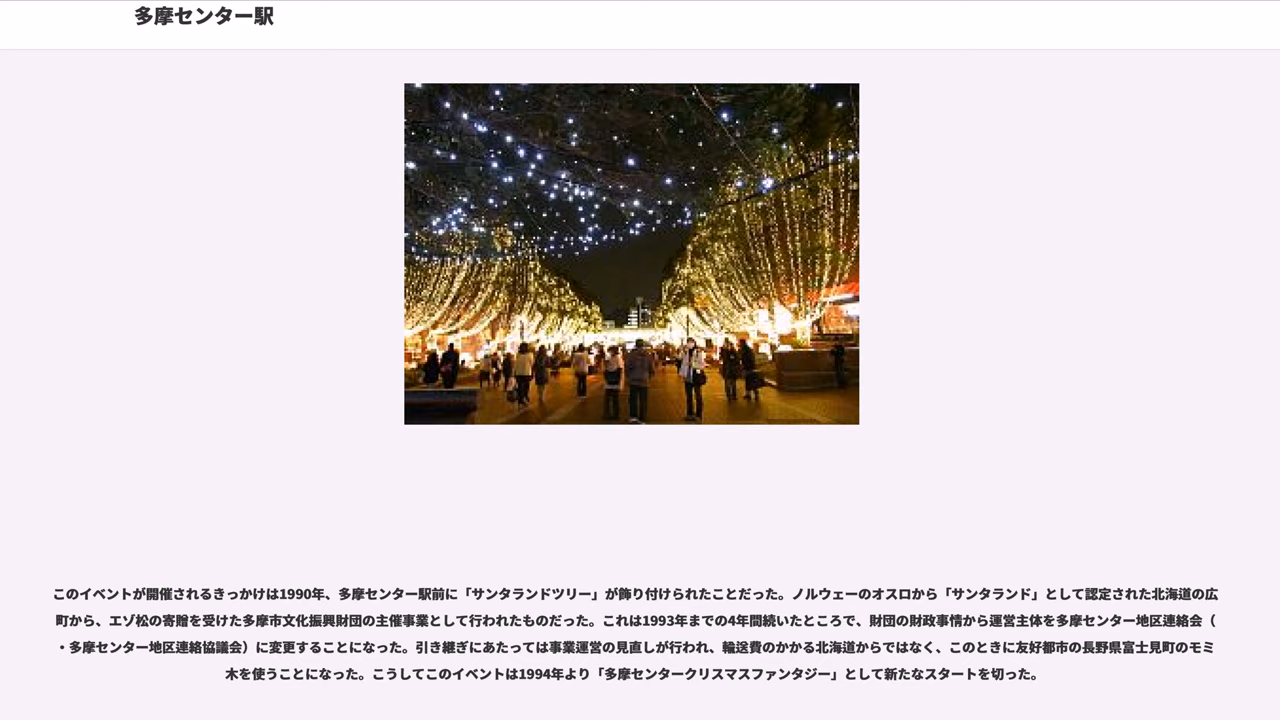 多摩センター駅
このイベントが開催されるきっかけは1990年、多摩センター駅前に「サンタランドツリー」が飾り付けられたことだった。ノルウェーのオスロから「サンタランド」として認定された北海道の広
町から、エゾ松の寄贈を受けた多摩市文化振興財団の主催事業として行われたものだった。これは1993年までの4年間続いたところで、財団の財政事情から運営主体を多摩センター地区連絡会（
・多摩センター地区連絡協議会）に変更することになった。引き継ぎにあたっては事業運営の見直しが行われ、輸送費のかかる北海道からではなく、このときに友好都市の長野県富士見町のモミ
木を使うことになった。こうしてこのイベントは1994年より「多摩センタークリスマスファンタジー」として新たなスタートを切った。